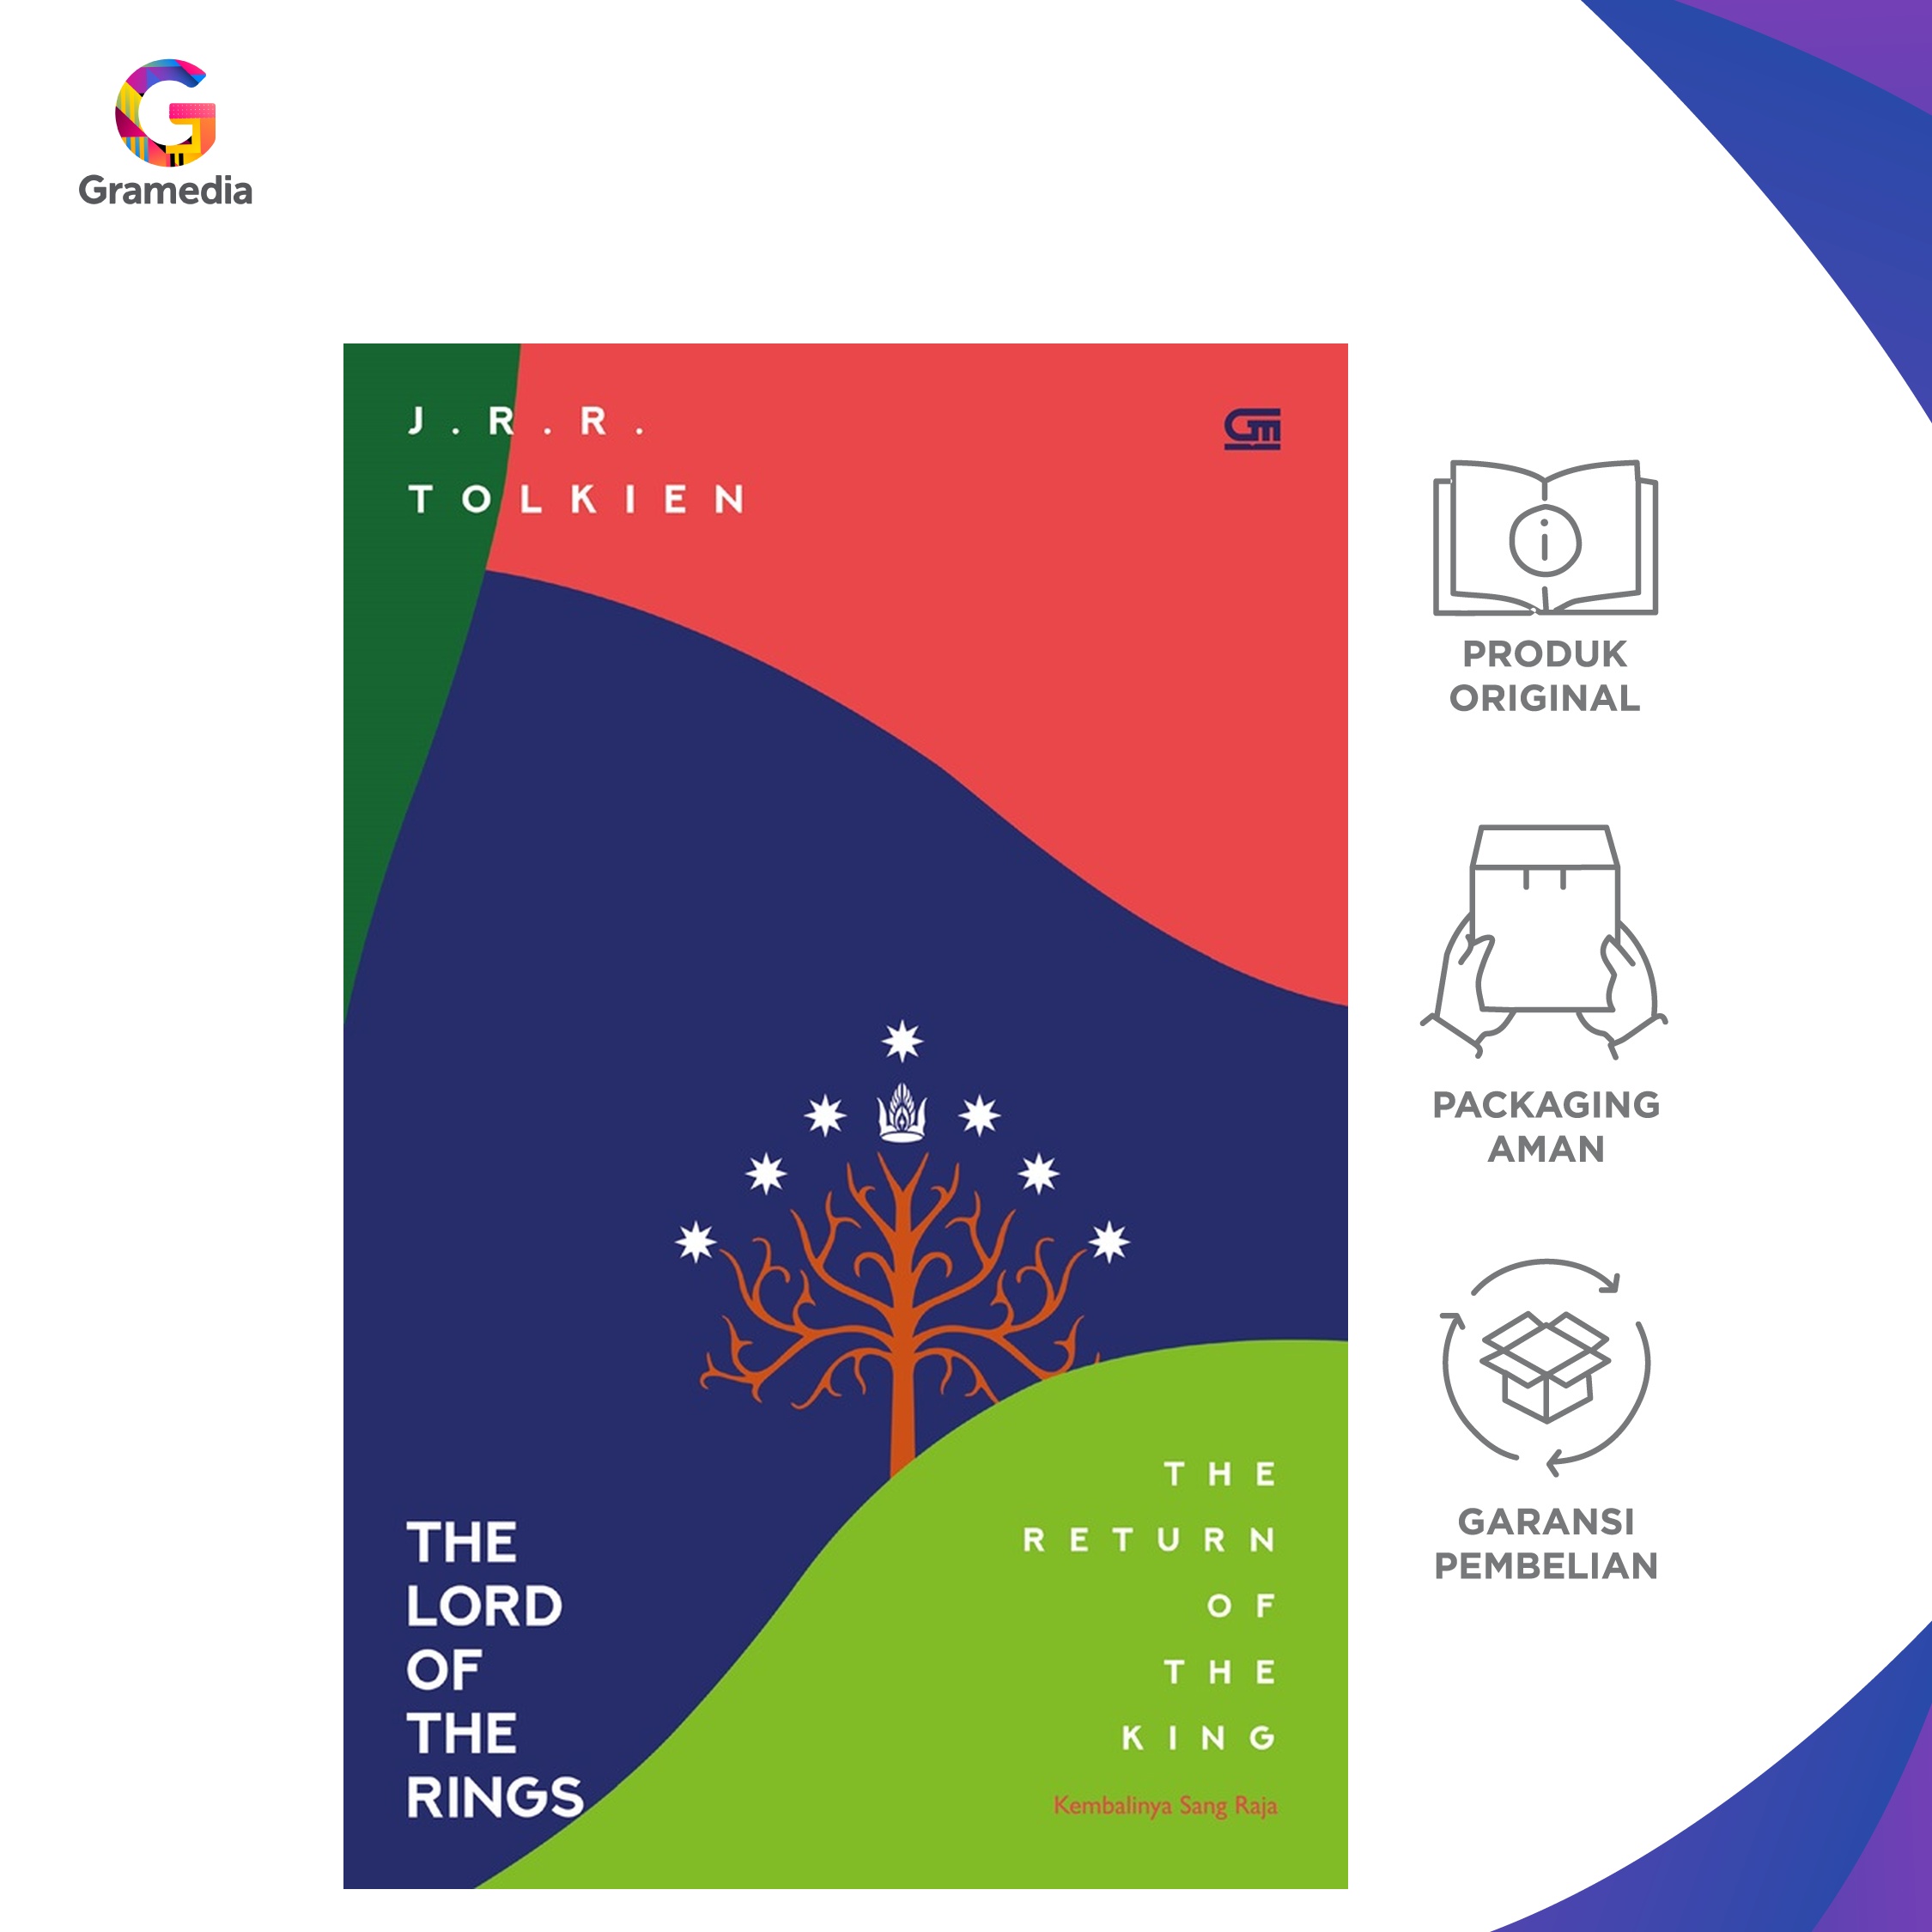 Gramedia
J.R.R.
TOLKIEN
GM
THE
LORD
OF
THE
RINGS
THE
RETURN
OF
THE
KING
Kembalinya Sang Raja
PRODUK
ORIGINAL
PACKAGING
AMAN
GARANSI
PEMBELIAN